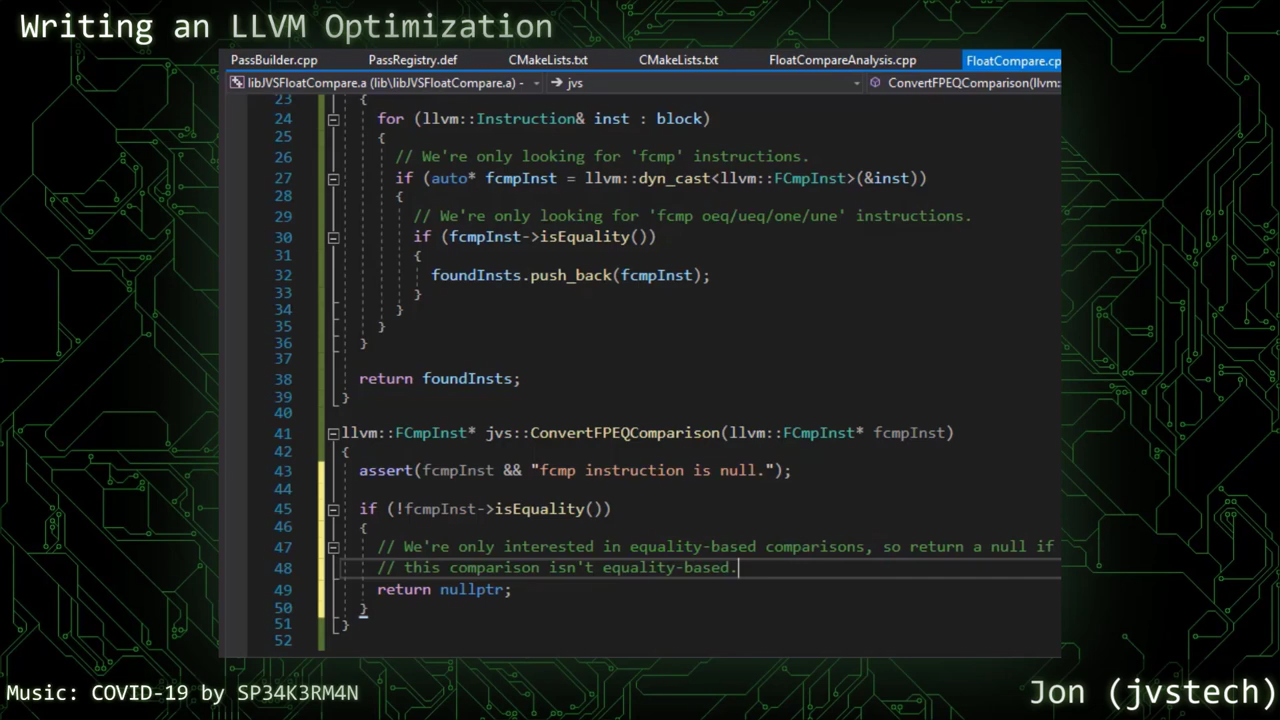 Writing an LLVM Optimization
PassBuilder.cpp PassRegistry.def CMakeLists.txt CMakeLists.txt FloatCompareAnalysis.cpp FloatCompare.cp
libJVSFloatCompare.a (lib\libJVSFloatCompare.a) - jvs ConvertFPEQComparison(llvm:
23 {
24 for (llvm::Instruction& inst : block)
25 {
26 // We're only looking for 'fcmp' instructions.
27 if (auto* fcmpInst = llvm::dyn_cast<llvm::FCmpInst>(&inst))
28 {
29 // We're only looking for 'fcmp oeq/ueq/one/une' instructions.
30 if (fcmpInst->isEquality())
31 {
32 foundInsts.push_back(fcmpInst);
33 }
34 }
35 }
36 }
37
38 return foundInsts;
39 }
40
41 llvm::FCmpInst* jvs::ConvertFPEQComparison(llvm::FCmpInst* fcmpInst)
42 {
43 assert(fcmpInst && "fcmp instruction is null.");
44
45 if (!fcmpInst->isEquality())
46 {
47 // We're only interested in equality-based comparisons, so return a null if
48 // this comparison isn't equality-based.
49 return nullptr;
50 }
51 }
52
Music: COVID-19 by SP34K3RM4N
Jon (jvstech)